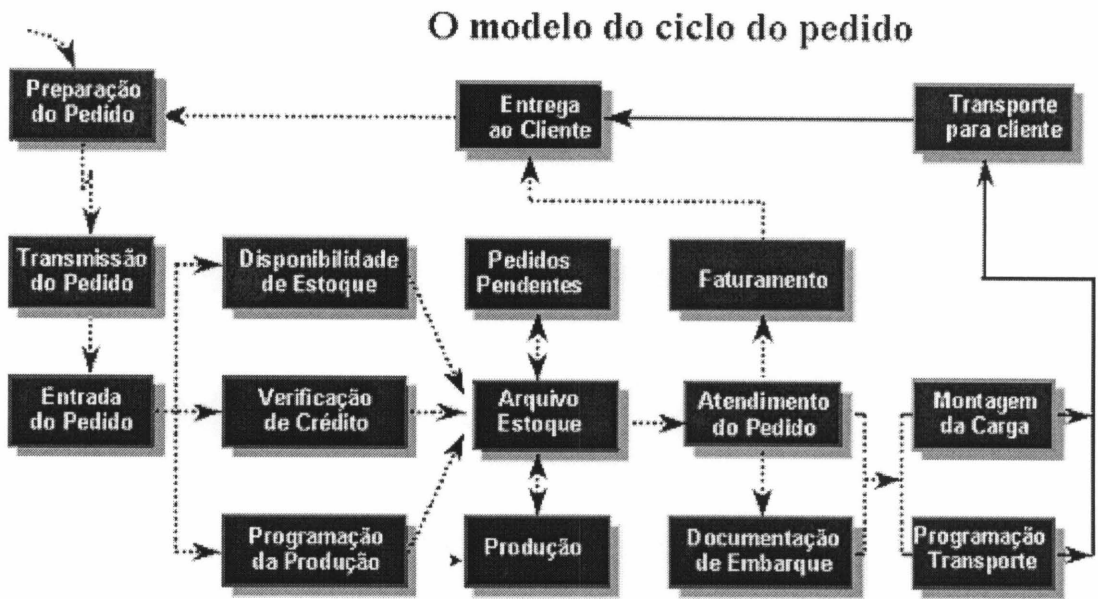 O modelo do ciclo do pedido
Preparação
do Pedido
Entrega
ao Cliente
Transporte
para cliente
Transmissão
do Pedido
Disponibilidade
de Estoque
Pedidos
Pendentes
Faturamento
Entrada
do Pedido
Verificação
de Crédito
Arquivo
Estoque
Atendimento
do Pedido
Montagem
da Carga
Programação
da Produção
Produção
Documentação
de Embarque
Programação
Transporte